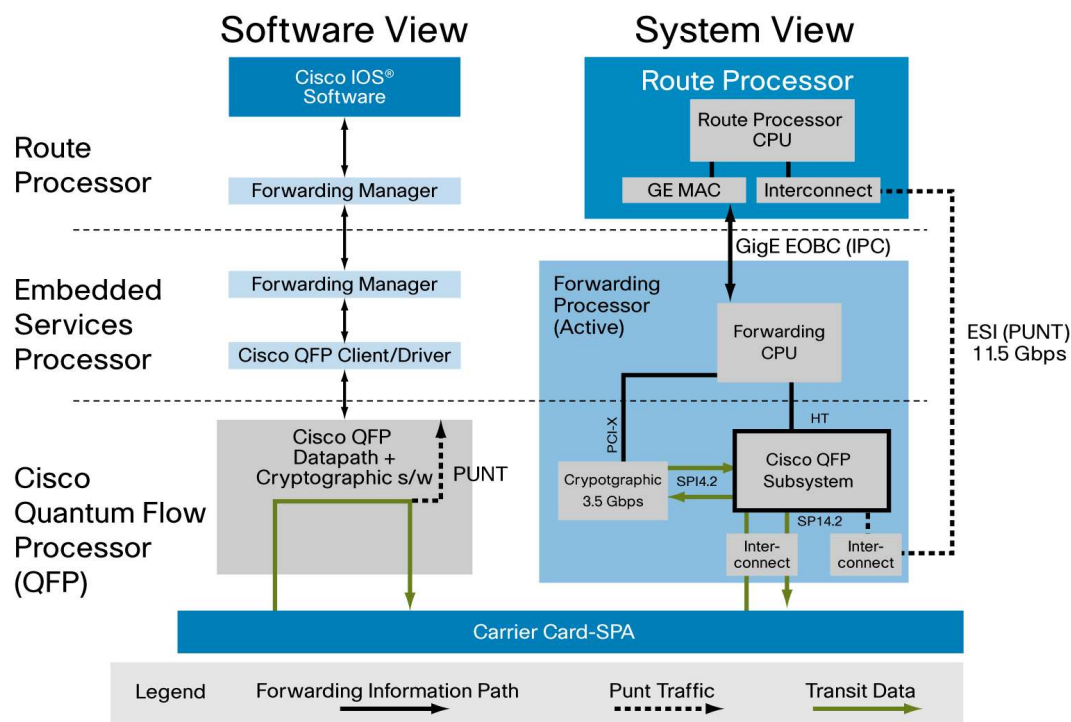 Software View
System View
Cisco IOS®
Software
Route Processor
Route Processor
CPU
Route
Processor
Forwarding Manager
GE MAC
Interconnect
GigE EOBC (IPC)
Embedded
Services
Processor
Forwarding Manager
Cisco QFP Client/Driver
Forwarding
Processor
(Active)
Forwarding
CPU
ESI (PUNT)
11.5 Gbps
Cisco
Quantum Flow
Processor
(QFP)
Cisco QFP
Datapath +
Cryptographic s/w
PUNT
PCI-X
HT
Crypotgraphic
3.5 Gbps
SPI4.2
Cisco QFP
Subsystem
SP14.2
Inter-
connect
Inter-
connect
Carrier Card-SPA
Legend
Forwarding Information Path
Punt Traffic
Transit Data